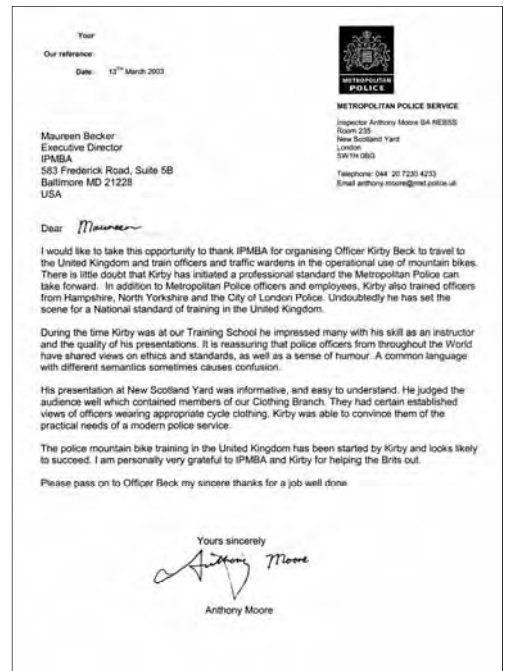 Your
Our reference:
Date: 13TH March 2003
METROPOLITAN
POLICE
METROPOLITAN POLICE SERVICE
Inspector Anthony Moore BA NEBSS
Room 235
New Scotland Yard
London
SW1H 0BG
Telephone: 044 20 7230 4233
Email anthony.moore@met.police.uk
Maureen Becker
Executive Director
IPMBA
583 Frederick Road, Suite 5B
Baltimore MD 21228
USA
Dear Maureen
I would like to take this opportunity to thank IPMBA for organising Officer Kirby Beck to travel to
the United Kingdom and train officers and traffic wardens in the operational use of mountain bikes.
There is little doubt that Kirby has initiated a professional standard the Metropolitan Police can
take forward. In addition to Metropolitan Police officers and employees, Kirby also trained officers
from Hampshire, North Yorkshire and the City of London Police. Undoubtedly he has set the
scene for a National standard of training in the United Kingdom.
During the time Kirby was at our Training School he impressed many with his skill as an instructor
and the quality of his presentations. It is reassuring that police officers from throughout the World
have shared views on ethics and standards, as well as a sense of humour. A common language
with different semantics sometimes causes confusion.
His presentation at New Scotland Yard was informative, and easy to understand. He judged the
audience well which contained members of our Clothing Branch. They had certain established
views of officers wearing appropriate cycle clothing, Kirby was able to convince them of the
practical needs of a modern police service.
The police mountain bike training in the United Kingdom has been started by Kirby and looks likely
to succeed. I am personally very grateful to IPMBA and Kirby for helping the Brits out.
Please pass on to Officer Beck my sincere thanks for a job well done
Yours sincerely
Anthony Moore
Anthony Moore